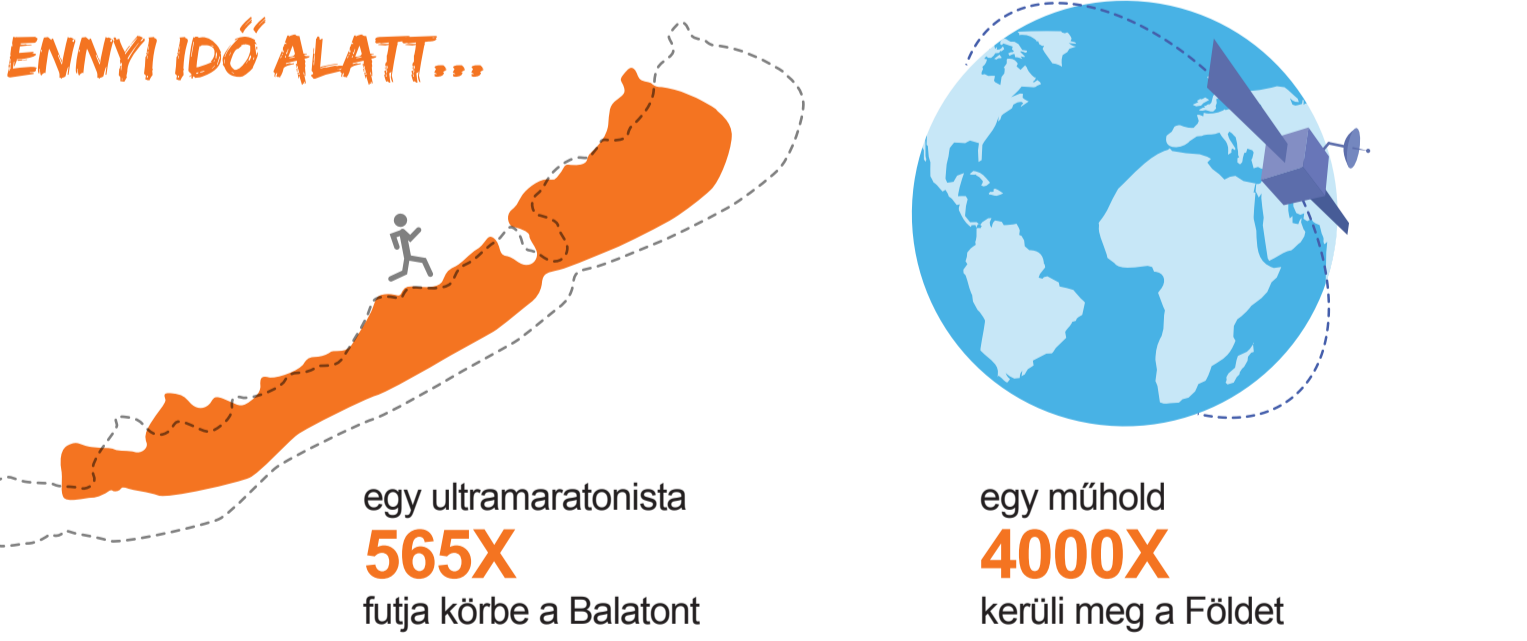 ENNYI IDŐ ALATT...
egy ultramaratonista
565X
futja körbe a Balatont
egy műhold
4000X
kerüli meg a Földet